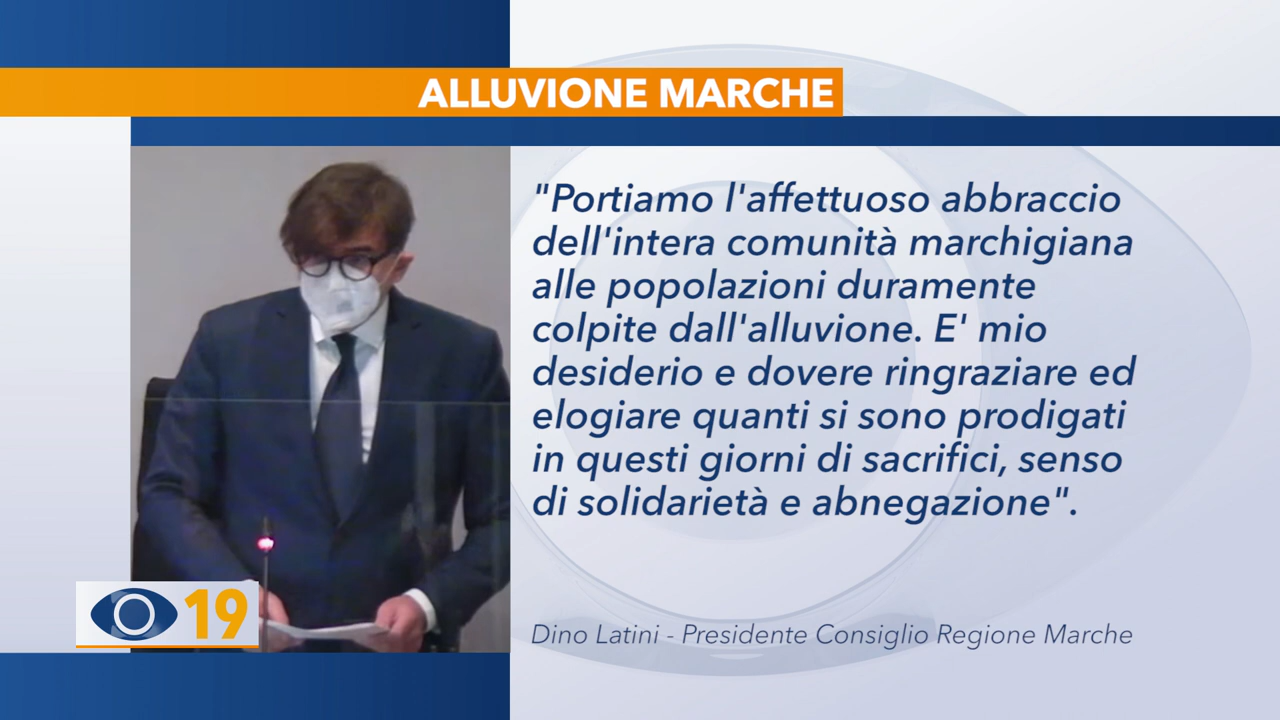 ALLUVIONE MARCHE
"Portiamo l'affettuoso abbraccio
dell'intera comunità marchigiana
alle popolazioni duramente
colpite dall'alluvione. E' mio
desiderio e dovere ringraziare ed
elogiare quanti si sono prodigati
in questi giorni di sacrifici, senso
di solidarietà e abnegazione".
Dino Latini - Presidente Consiglio Regione Marche
19